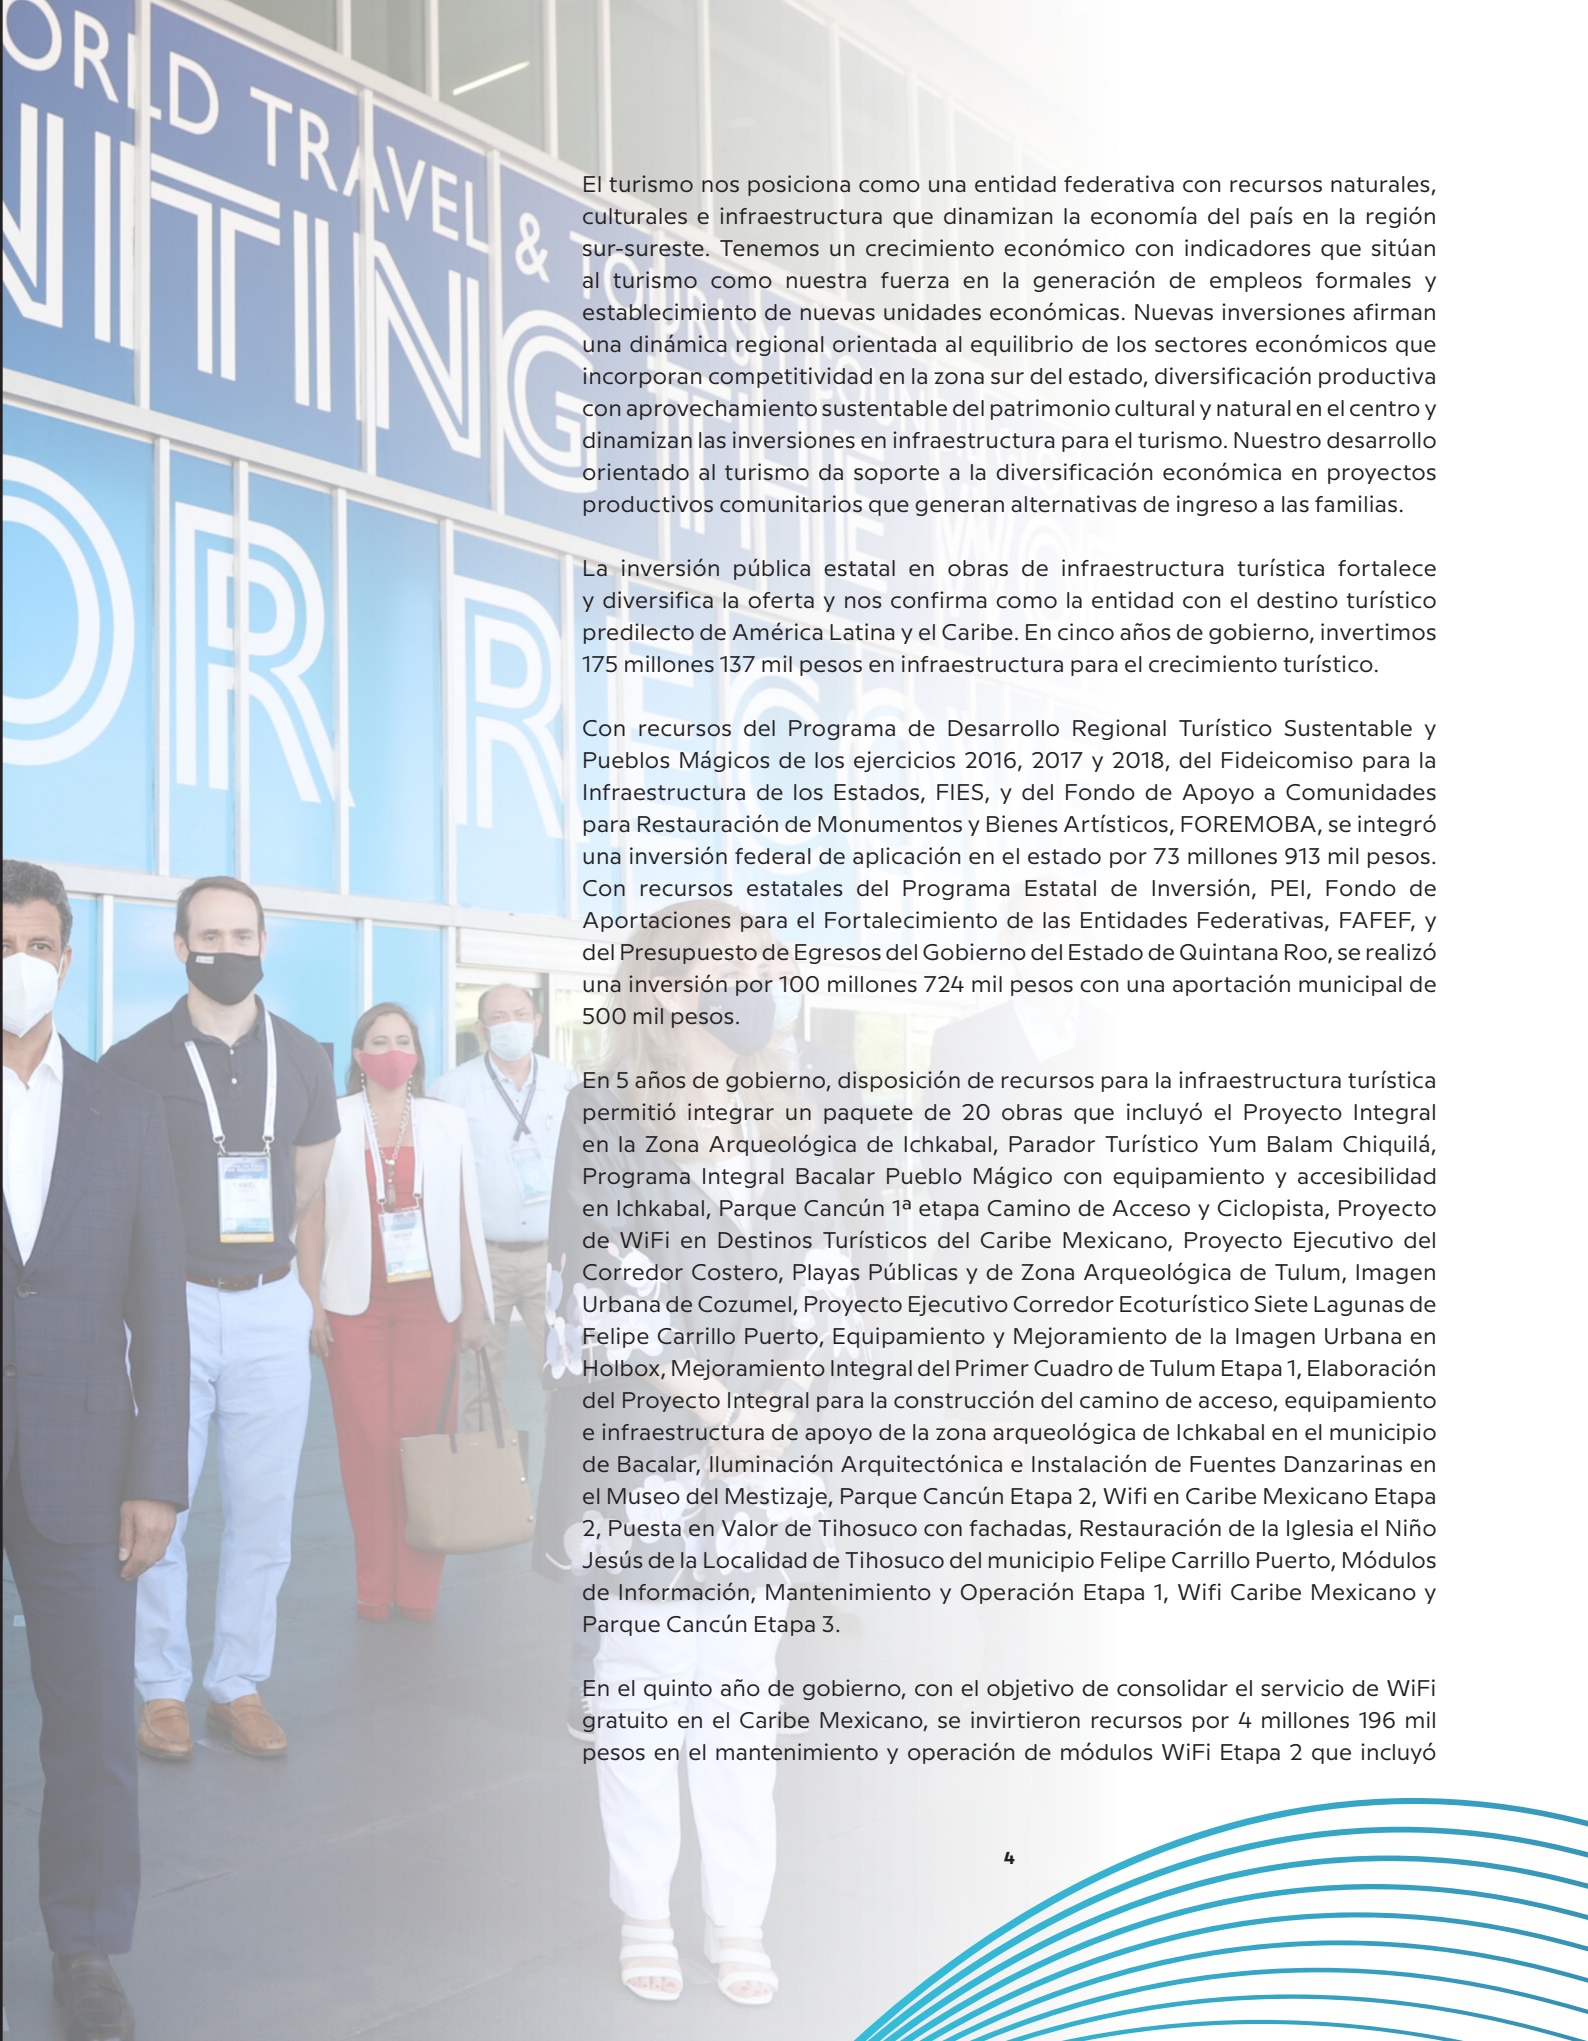 ORLD TRAVEL & TOURISM
NITING THE WO
OR RECOVE
El turismo nos posiciona como una entidad federativa con recursos naturales,
culturales e infraestructura que dinamizan la economía del país en la región
sur-sureste. Tenemos un crecimiento económico con indicadores que sitúan
al turismo como nuestra fuerza en la generación de empleos formales y
establecimiento de nuevas unidades económicas. Nuevas inversiones afirman
una dinámica regional orientada al equilibrio de los sectores económicos que
incorporan competitividad en la zona sur del estado, diversificación productiva
con aprovechamiento sustentable del patrimonio cultural y natural en el centro y
dinamizan las inversiones en infraestructura para el turismo. Nuestro desarrollo
orientado al turismo da soporte a la diversificación económica en proyectos
productivos comunitarios que generan alternativas de ingreso a las familias.
La inversión pública estatal en obras de infraestructura turística fortalece
y diversifica la oferta y nos confirma como la entidad con el destino turístico
predilecto de América Latina y el Caribe. En cinco años de gobierno, invertimos
175 millones 137 mil pesos en infraestructura para el crecimiento turístico.
Con recursos del Programa de Desarrollo Regional Turístico Sustentable y
Pueblos Mágicos de los ejercicios 2016, 2017 y 2018, del Fideicomiso para la
Infraestructura de los Estados, FIES, y del Fondo de Apoyo a Comunidades
para Restauración de Monumentos y Bienes Artísticos, FOREMOBA, se integró
una inversión federal de aplicación en el estado por 73 millones 913 mil pesos.
Con recursos estatales del Programa Estatal de Inversión, PEI, Fondo de
Aportaciones para el Fortalecimiento de las Entidades Federativas, FAFEF, y
del Presupuesto de Egresos del Gobierno del Estado de Quintana Roo, se realizó
una inversión por 100 millones 724 mil pesos con una aportación municipal de
500 mil pesos.
En 5 años de gobierno, disposición de recursos para la infraestructura turística
permitió integrar un paquete de 20 obras que incluyó el Proyecto Integral
en la Zona Arqueológica de Ichkabal, Parador Turístico Yum Balam Chiquilá,
Programa Integral Bacalar Pueblo Mágico con equipamiento y accesibilidad
en Ichkabal, Parque Cancún 1ª etapa Camino de Acceso y Ciclopista, Proyecto
de WiFi en Destinos Turísticos del Caribe Mexicano, Proyecto Ejecutivo del
Corredor Costero, Playas Públicas y de Zona Arqueológica de Tulum, Imagen
Urbana de Cozumel, Proyecto Ejecutivo Corredor Ecoturístico Siete Lagunas de
Felipe Carrillo Puerto, Equipamiento y Mejoramiento de la Imagen Urbana en
Holbox, Mejoramiento Integral del Primer Cuadro de Tulum Etapa 1, Elaboración
del Proyecto Integral para la construcción del camino de acceso, equipamiento
e infraestructura de apoyo de la zona arqueológica de Ichkabal en el municipio
de Bacalar, Iluminación Arquitectónica e Instalación de Fuentes Danzarinas en
el Museo del Mestizaje, Parque Cancún Etapa 2, Wifi en Caribe Mexicano Etapa
2, Puesta en Valor de Tihosuco con fachadas, Restauración de la Iglesia el Niño
Jesús de la Localidad de Tihosuco del municipio Felipe Carrillo Puerto, Módulos
de Información, Mantenimiento y Operación Etapa 1, Wifi Caribe Mexicano y
Parque Cancún Etapa 3.
En el quinto año de gobierno, con el objetivo de consolidar el servicio de WiFi
gratuito en el Caribe Mexicano, se invirtieron recursos por 4 millones 196 mil
pesos en el mantenimiento y operación de módulos WiFi Etapa 2 que incluyó
4